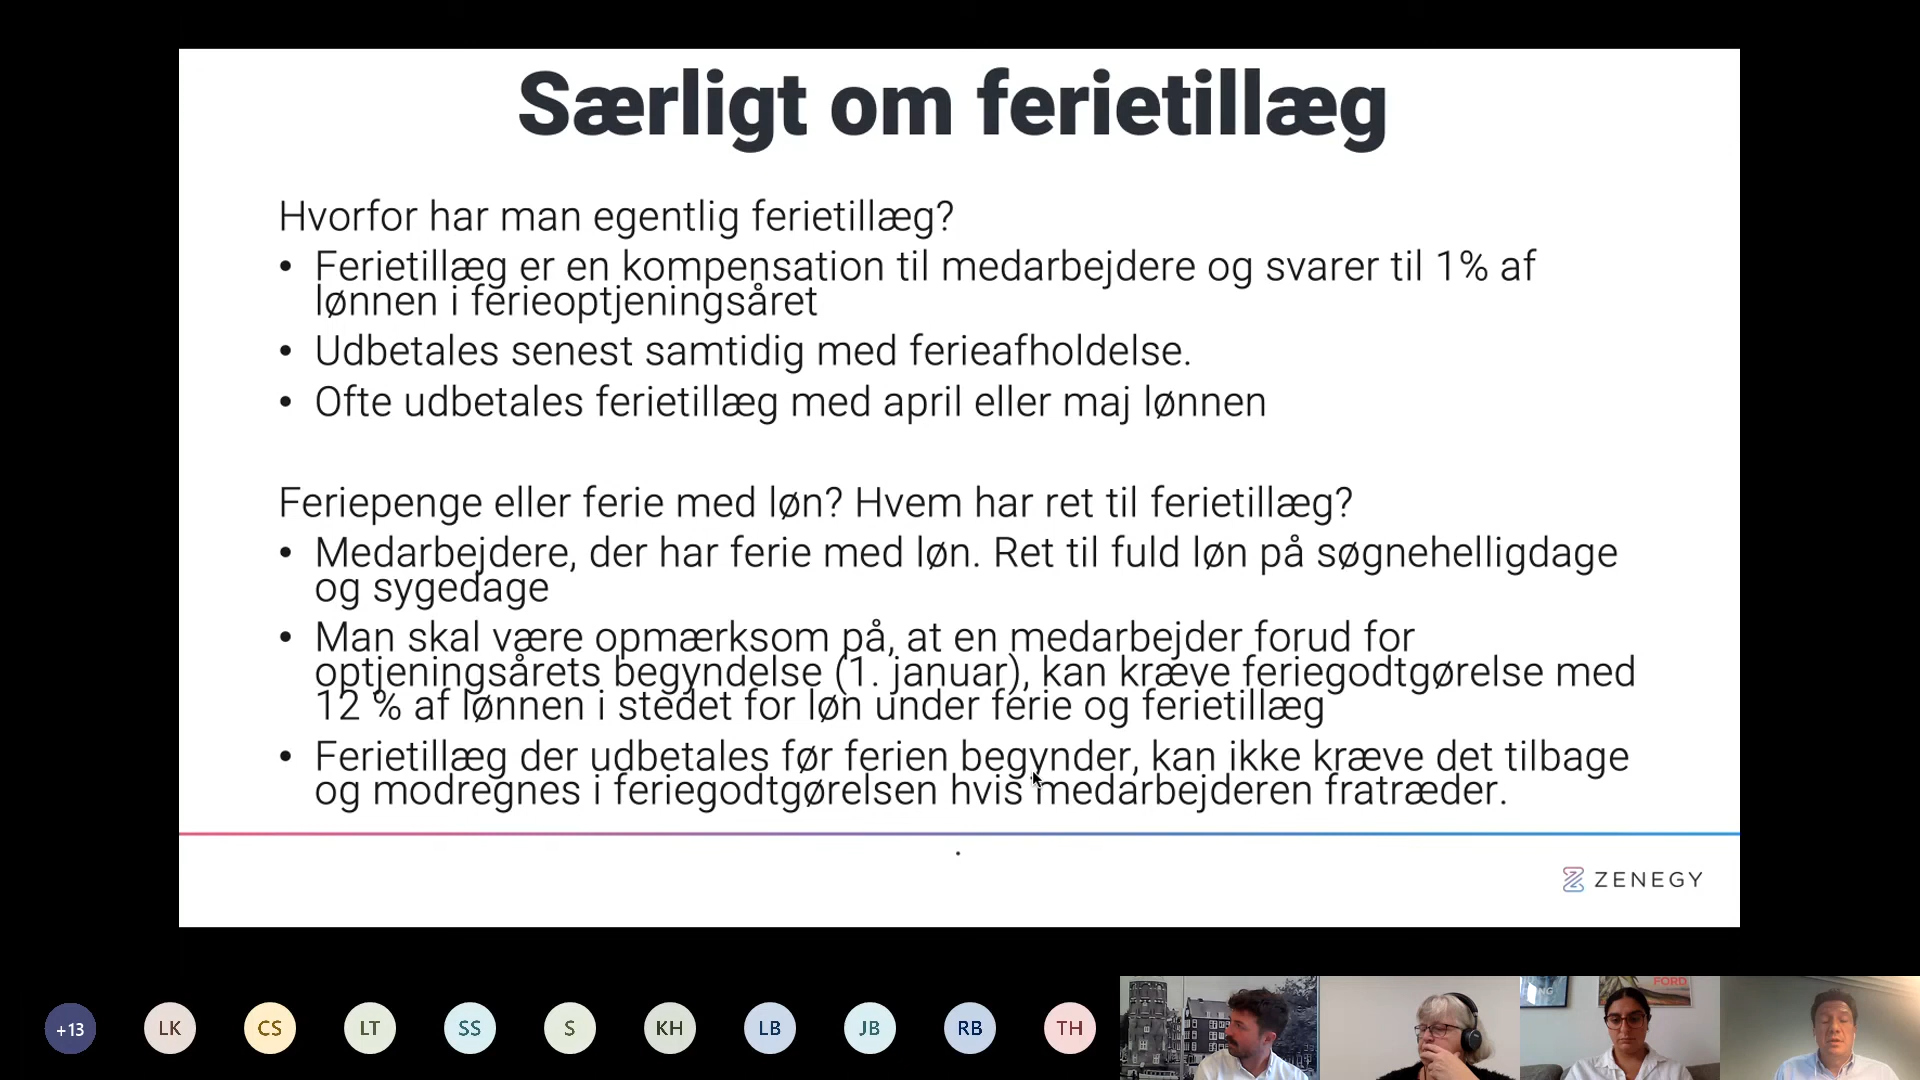 Særligt om ferietillæg
Hvorfor har man egentlig ferietillæg?
• Ferietillæg er en kompensation til medarbejdere og svarer til 1% af
lønnen i ferieoptjeningsåret
• Udbetales senest samtidig med ferieafholdelse.
• Ofte udbetales ferietillæg med april eller maj lønnen
Feriepenge eller ferie med løn? Hvem har ret til ferietillæg?
• Medarbejdere, der har ferie med løn. Ret til fuld løn på søgnehelligdage
og sygedage
• Man skal være opmærksom på, at en medarbejder forud for
optjeningsårets begyndelse (1. januar), kan kræve feriegodtgørelse med
12 % af lønnen i stedet for løn under ferie og ferietillæg
• Ferietillæg der udbetales før ferien begynder, kan ikke kræve det tilbage
og modregnes i feriegodtgørelsen hvis medarbejderen fratræder.
.
ZENEGY
+13 LK CS LT SS S KH LB JB RB TH
FORD